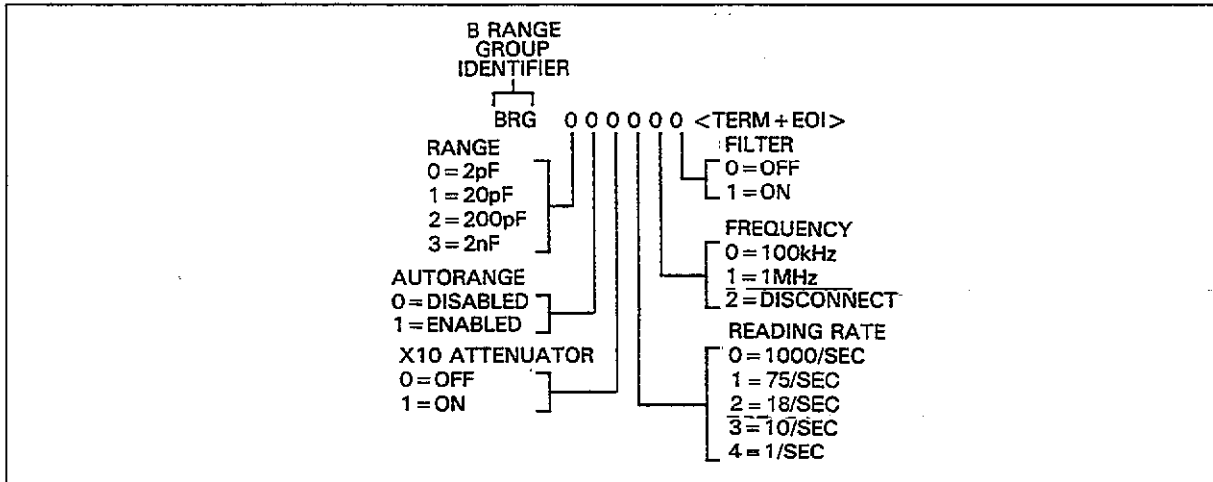 B RANGE
GROUP
IDENTIFIER
BRG 0 0 0 0 0 0 <TERM + EOI>
RANGE
0 = 2pF
1 = 20pF
2 = 200pF
3 = 2nF
AUTORANGE
0 = DISABLED
1 = ENABLED
X10 ATTENUATOR
0 = OFF
1 = ON
FILTER
0 = OFF
1 = ON
FREQUENCY
0 = 100kHz
1 = 1MHz
2 = DISCONNECT
READING RATE
0 = 1000/SEC
1 = 75/SEC
2 = 18/SEC
3 = 10/SEC
4 = 1/SEC